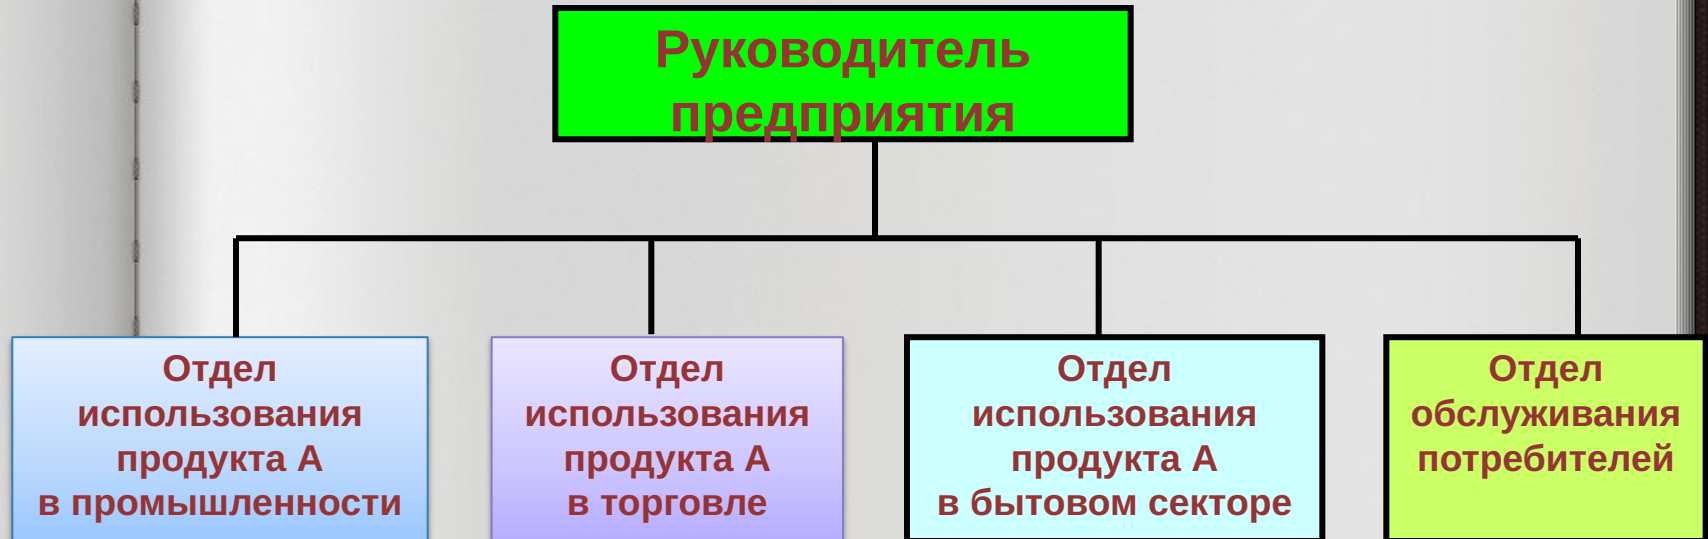 Руководитель
предприятия
Отдел
использования
продукта А
в промышленности
Отдел
использования
продукта А
в торговле
Отдел
использования
продукта А
в бытовом секторе
Отдел
обслуживания
потребителей